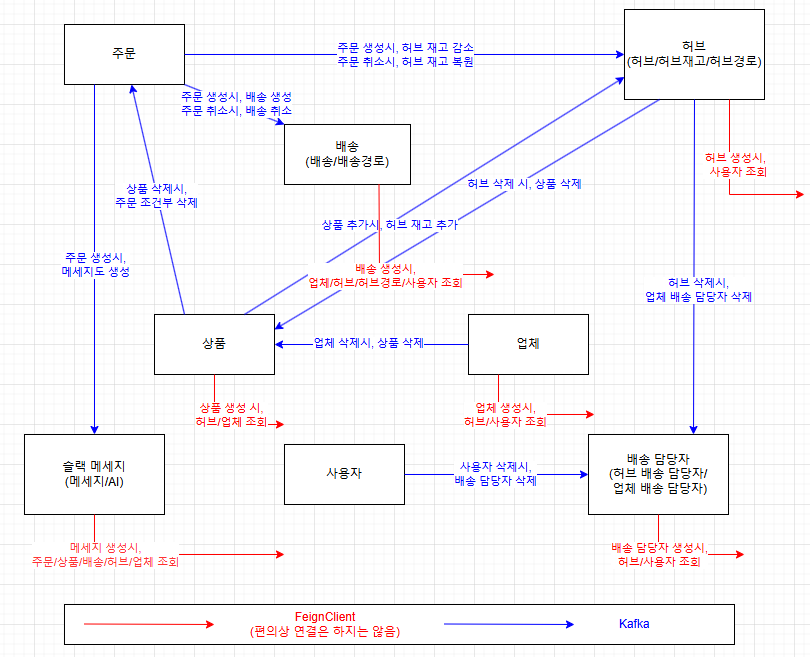 주문
주문 생성시, 허브 재고 감소
주문 취소시, 허브 재고 복원
허브
(허브/허브재고/허브경로)
주문 생성시, 배송 생성
주문 취소시, 배송 취소
배송
(배송/배송경로)
허브 생성시,
사용자 조회
상품 삭제시,
주문 조건부 삭제
허브 삭제 시, 상품 삭제
상품 추가시, 허브 재고 추가
주문 생성시,
메세지도 생성
배송 생성시,
업체/허브/허브경로/사용자 조회
허브 삭제시,
업체 배송 담당자 삭제
상품
업체 삭제시, 상품 삭제
업체
상품 생성 시,
허브/업체 조회
업체 생성시,
허브/사용자 조회
슬랙 메세지
(메세지/AI)
사용자
사용자 삭제시,
배송 담당자 삭제
배송 담당자
(허브 배송 담당자/
업체 배송 담당자)
메세지 생성시,
주문/상품/배송/허브/업체 조회
배송 담당자 생성시,
허브/사용자 조회
FeignClient
(편의상 연결은 하지는 않음)
Kafka